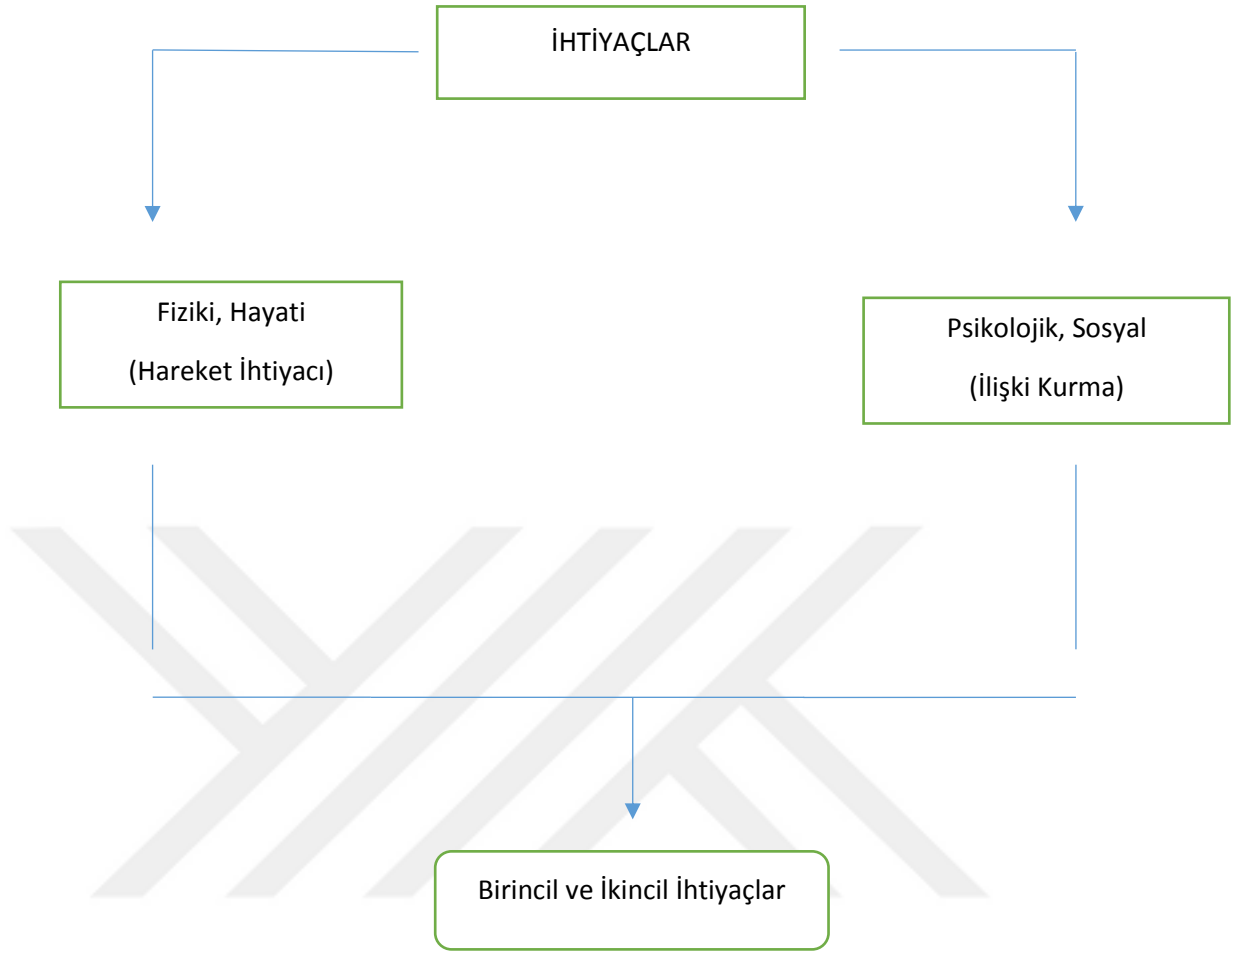 İHTİYAÇLAR
Fiziki, Hayati
(Hareket İhtiyacı)
Psikolojik, Sosyal
(İlişki Kurma)
Birincil ve İkincil İhtiyaçlar